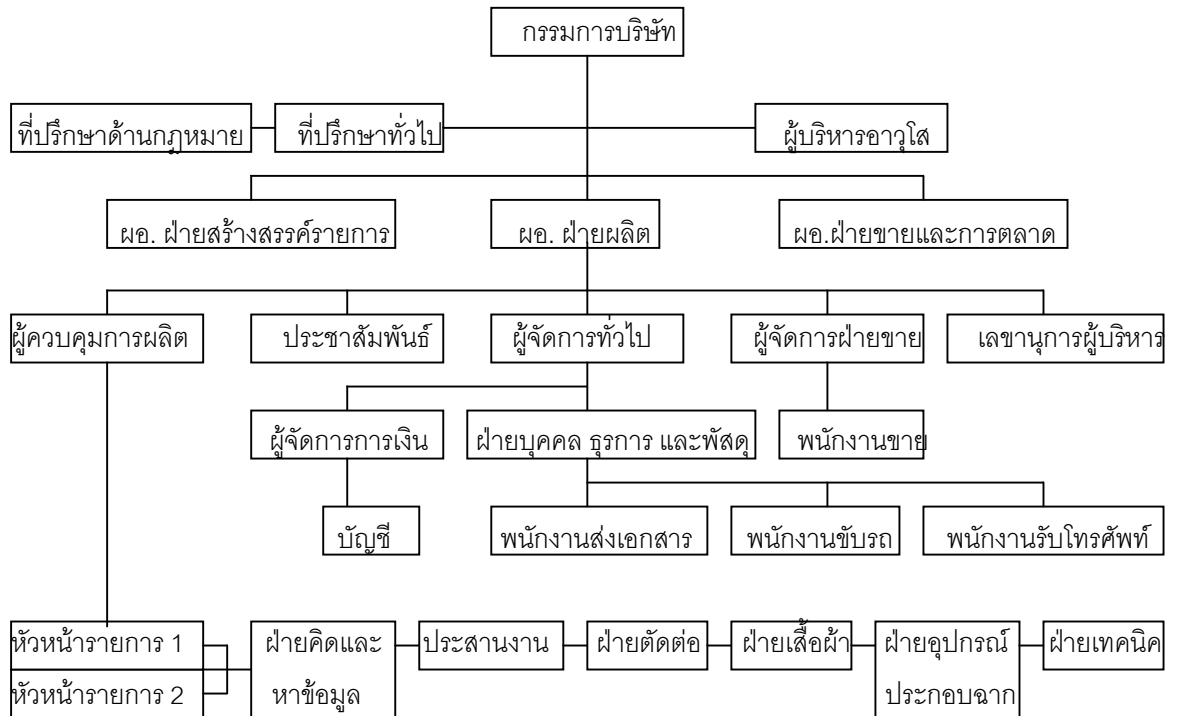 กรรมการบริษัท
ที่ปรึกษาด้านกฎหมาย ที่ปรึกษาทั่วไป ผู้บริหารอาวุโส
ผอ. ฝ่ายสร้างสรรค์รายการ ผอ. ฝ่ายผลิต ผอ.ฝ่ายขายและการตลาด
ผู้ควบคุมการผลิต ประชาสัมพันธ์ ผู้จัดการทั่วไป ผู้จัดการฝ่ายขาย เลขานุการผู้บริหาร
ผู้จัดการการเงิน ฝ่ายบุคคล ธุรการ และพัสดุ พนักงานขาย
บัญชี พนักงานส่งเอกสาร พนักงานขับรถ พนักงานรับโทรศัพท์
หัวหน้ารายการ 1 ฝ่ายคิดและ ประสานงาน ฝ่ายตัดต่อ ฝ่ายเสื้อผ้า ฝ่ายอุปกรณ์ ฝ่ายเทคนิค
หัวหน้ารายการ 2 หาข้อมูล ประกอบฉาก